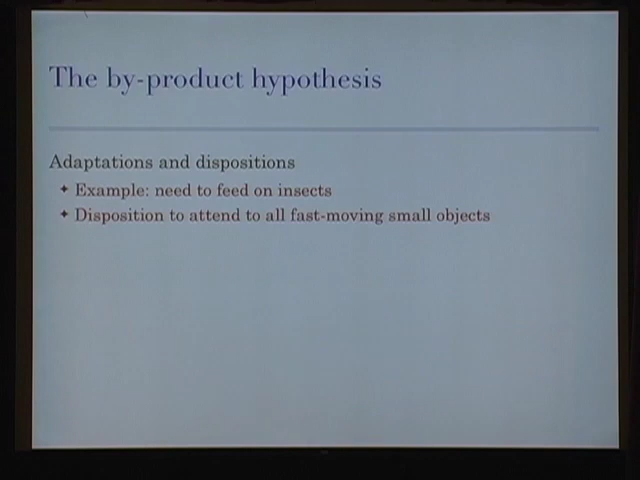 The by-product hypothesis
Adaptations and dispositions
✦ Example: need to feed on insects
✦ Disposition to attend to all fast-moving small objects